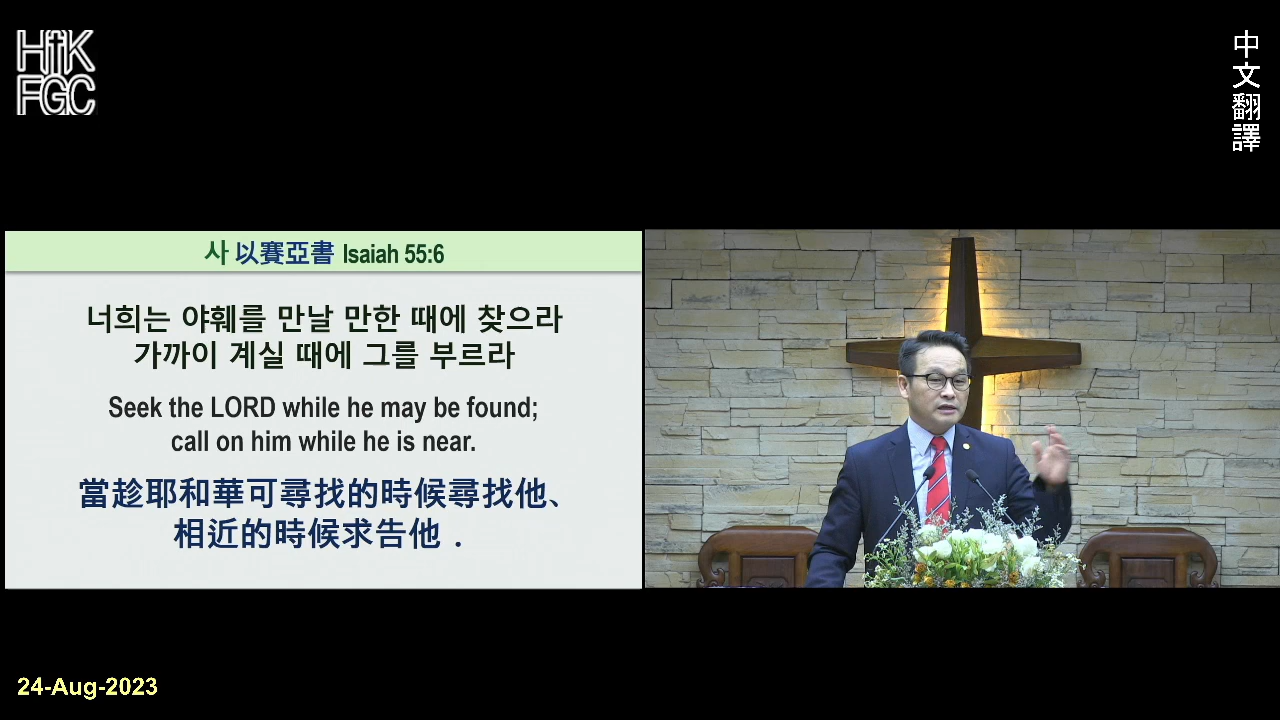 HfK
FGC
中文翻譯
사 以賽亞書 Isaiah 55:6
너희는 야훼를 만날 만한 때에 찾으라
가까이 계실 때에 그를 부르라
Seek the LORD while he may be found;
call on him while he is near.
當趁耶和華可尋找的時候尋找他、
相近的時候求告他．
24-Aug-2023